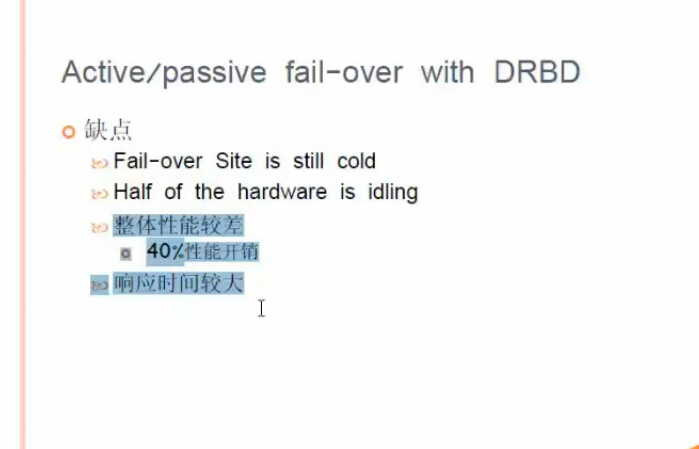 Active/passive fail-over with DRBD
缺点
Fail-over Site is still cold
Half of the hardware is idling
整体性能较差
40%性能开销
响应时间较大